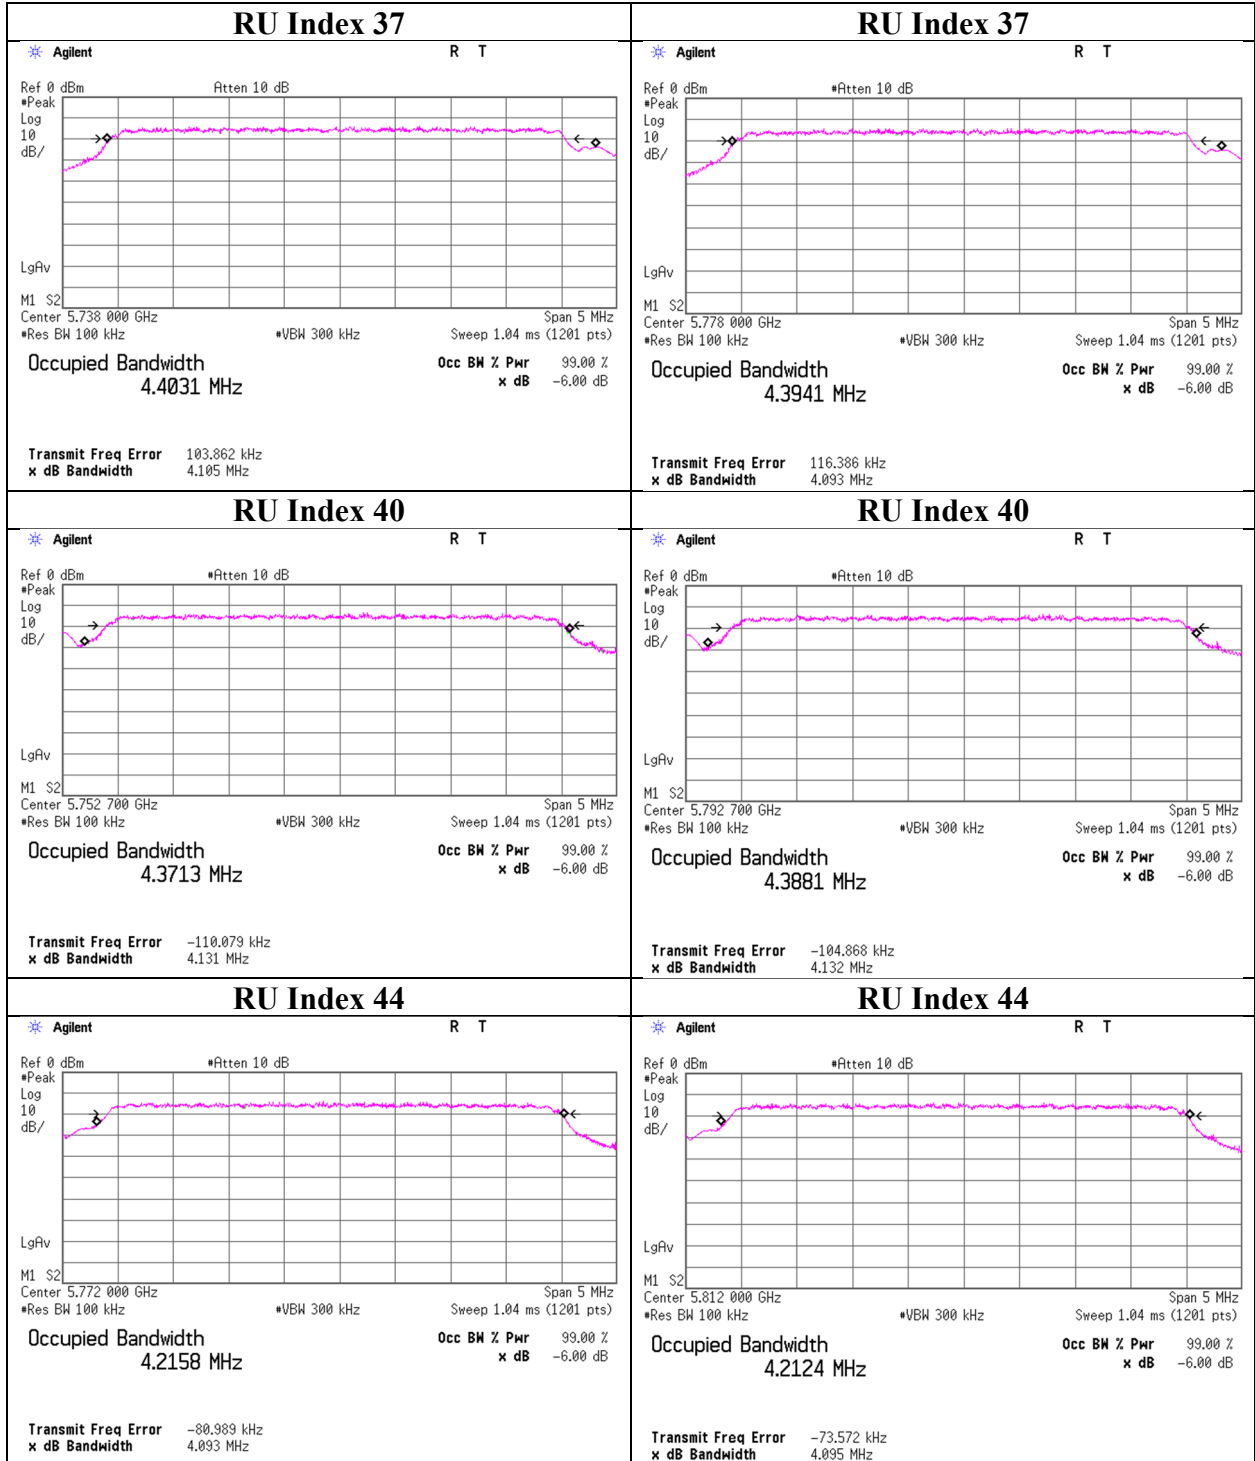 RU Index 37
Agilent R T
Ref 0 dBm Atten 10 dB
#Peak
Log
10
dB/
LgAv
M1 S2
Center 5.738 000 GHz Span 5 MHz
#Res BW 100 kHz #VBW 300 kHz Sweep 1.04 ms (1201 pts)
Occupied Bandwidth Occ BW % Pwr 99.00 %
4.4031 MHz x dB -6.00 dB
Transmit Freq Error 103.862 kHz
x dB Bandwidth 4.105 MHz
RU Index 37
Agilent R T
Ref 0 dBm #Atten 10 dB
#Peak
Log
10
dB/
LgAv
M1 S2
Center 5.778 000 GHz Span 5 MHz
#Res BW 100 kHz #VBW 300 kHz Sweep 1.04 ms (1201 pts)
Occupied Bandwidth Occ BW % Pwr 99.00 %
4.3941 MHz x dB -6.00 dB
Transmit Freq Error 116.386 kHz
x dB Bandwidth 4.093 MHz
RU Index 40
Agilent R T
Ref 0 dBm #Atten 10 dB
#Peak
Log
10
dB/
LgAv
M1 S2
Center 5.752 700 GHz Span 5 MHz
#Res BW 100 kHz #VBW 300 kHz Sweep 1.04 ms (1201 pts)
Occupied Bandwidth Occ BW % Pwr 99.00 %
4.3713 MHz x dB -6.00 dB
Transmit Freq Error -110.079 kHz
x dB Bandwidth 4.131 MHz
RU Index 40
Agilent R T
Ref 0 dBm #Atten 10 dB
#Peak
Log
10
dB/
LgAv
M1 S2
Center 5.792 700 GHz Span 5 MHz
#Res BW 100 kHz #VBW 300 kHz Sweep 1.04 ms (1201 pts)
Occupied Bandwidth Occ BW % Pwr 99.00 %
4.3881 MHz x dB -6.00 dB
Transmit Freq Error -104.868 kHz
x dB Bandwidth 4.132 MHz
RU Index 44
Agilent R T
Ref 0 dBm #Atten 10 dB
#Peak
Log
10
dB/
LgAv
M1 S2
Center 5.772 000 GHz Span 5 MHz
#Res BW 100 kHz #VBW 300 kHz Sweep 1.04 ms (1201 pts)
Occupied Bandwidth Occ BW % Pwr 99.00 %
4.2158 MHz x dB -6.00 dB
Transmit Freq Error -80.989 kHz
x dB Bandwidth 4.093 MHz
RU Index 44
Agilent R T
Ref 0 dBm #Atten 10 dB
#Peak
Log
10
dB/
LgAv
M1 S2
Center 5.812 000 GHz Span 5 MHz
#Res BW 100 kHz #VBW 300 kHz Sweep 1.04 ms (1201 pts)
Occupied Bandwidth Occ BW % Pwr 99.00 %
4.2124 MHz x dB -6.00 dB
Transmit Freq Error -73.572 kHz
x dB Bandwidth 4.095 MHz